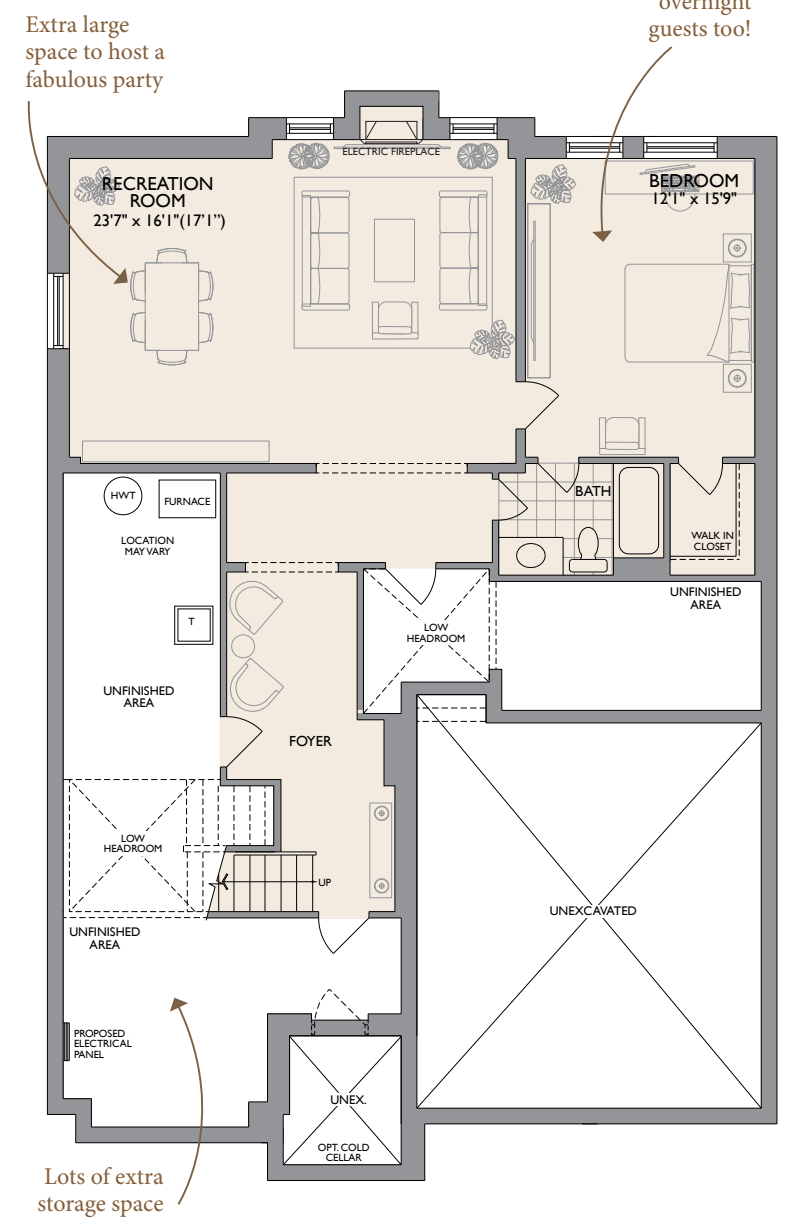 Extra large
space to host a
fabulous party
overnight
guests too!
ELECTRIC FIREPLACE
RECREATION
ROOM
23'7" x 16'1"(17'1")
BEDROOM
12'1" x 15'9"
HWT
FURNACE
LOCATION
MAY VARY
BATH
WALK IN
CLOSET
T
UNFINISHED
AREA
LOW
HEADROOM
UNFINISHED
AREA
FOYER
LOW
HEADROOM
UP
UNEXCAVATED
UNFINISHED
AREA
PROPOSED
ELECTRICAL
PANEL
UNEX.
OPT. COLD
CELLAR
Lots of extra
storage space